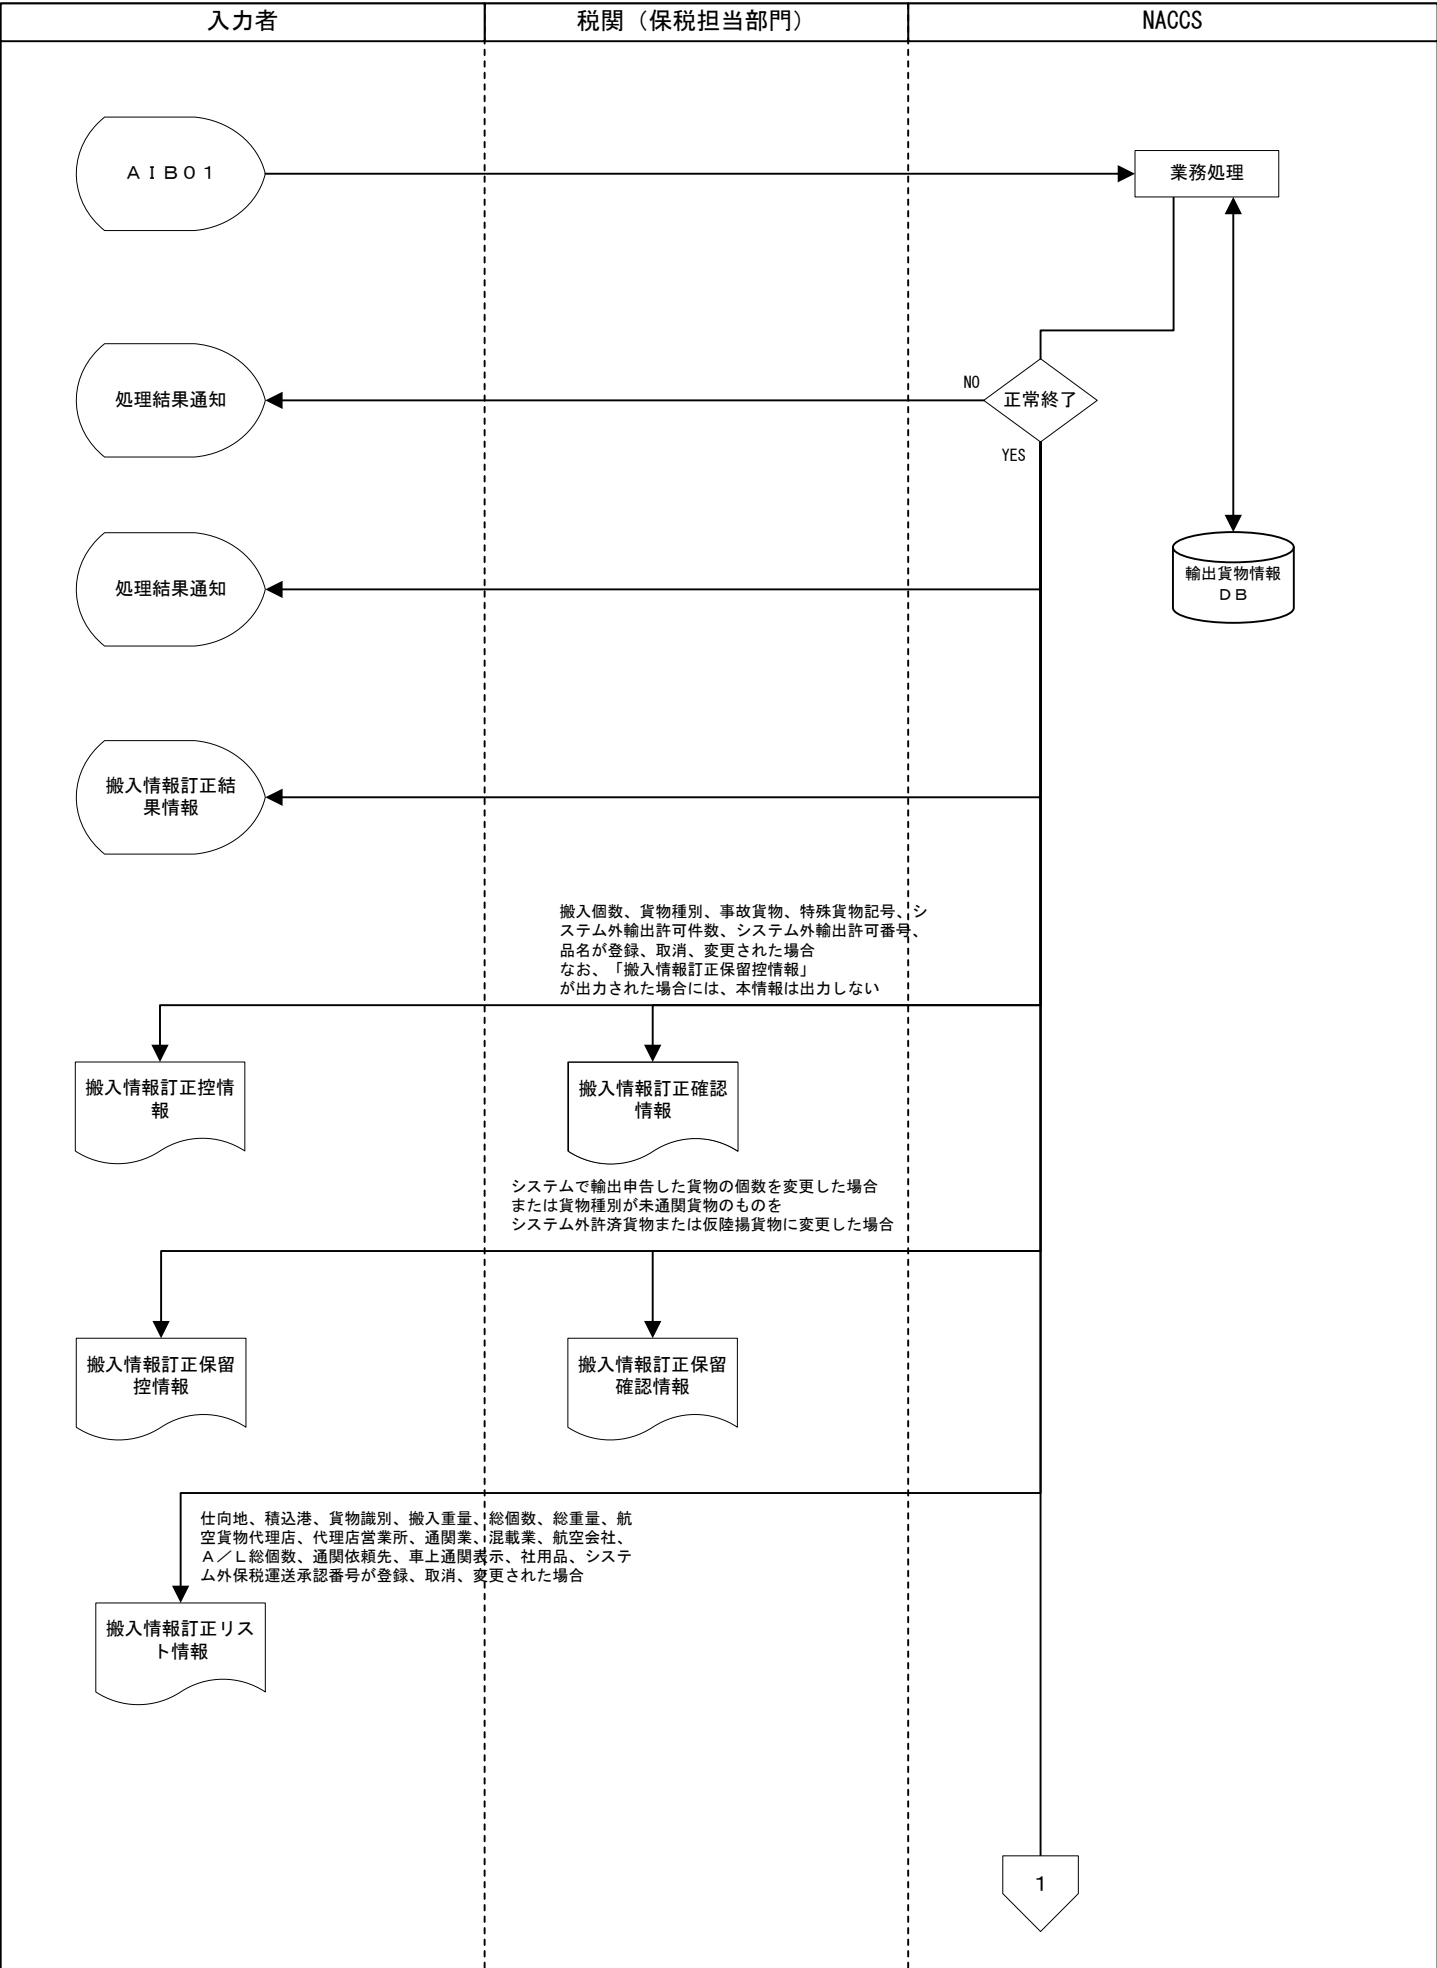 入力者
税関（保税担当部門）
NACCS
ＡＩＢ０１
業務処理
処理結果通知
NO
正常終了
YES
処理結果通知
輸出貨物情報
ＤＢ
搬入情報訂正結
果情報
搬入個数、貨物種別、事故貨物、特殊貨物記号、シ
ステム外輸出許可件数、システム外輸出許可番号、
品名が登録、取消、変更された場合
なお、「搬入情報訂正保留控情報」
が出力された場合には、本情報は出力しない
搬入情報訂正控情
報
搬入情報訂正確認
情報
システムで輸出申告した貨物の個数を変更した場合
または貨物種別が未通関貨物のものを
システム外許済貨物または仮陸揚貨物に変更した場合
搬入情報訂正保留
控情報
搬入情報訂正保留
確認情報
仕向地、積込港、貨物識別、搬入重量、総個数、総重量、航
空貨物代理店、代理店営業所、通関業、混載業、航空会社、
Ａ／Ｌ総個数、通関依頼先、車上通関表示、社用品、システ
ム外保税運送承認番号が登録、取消、変更された場合
搬入情報訂正リス
ト情報
1